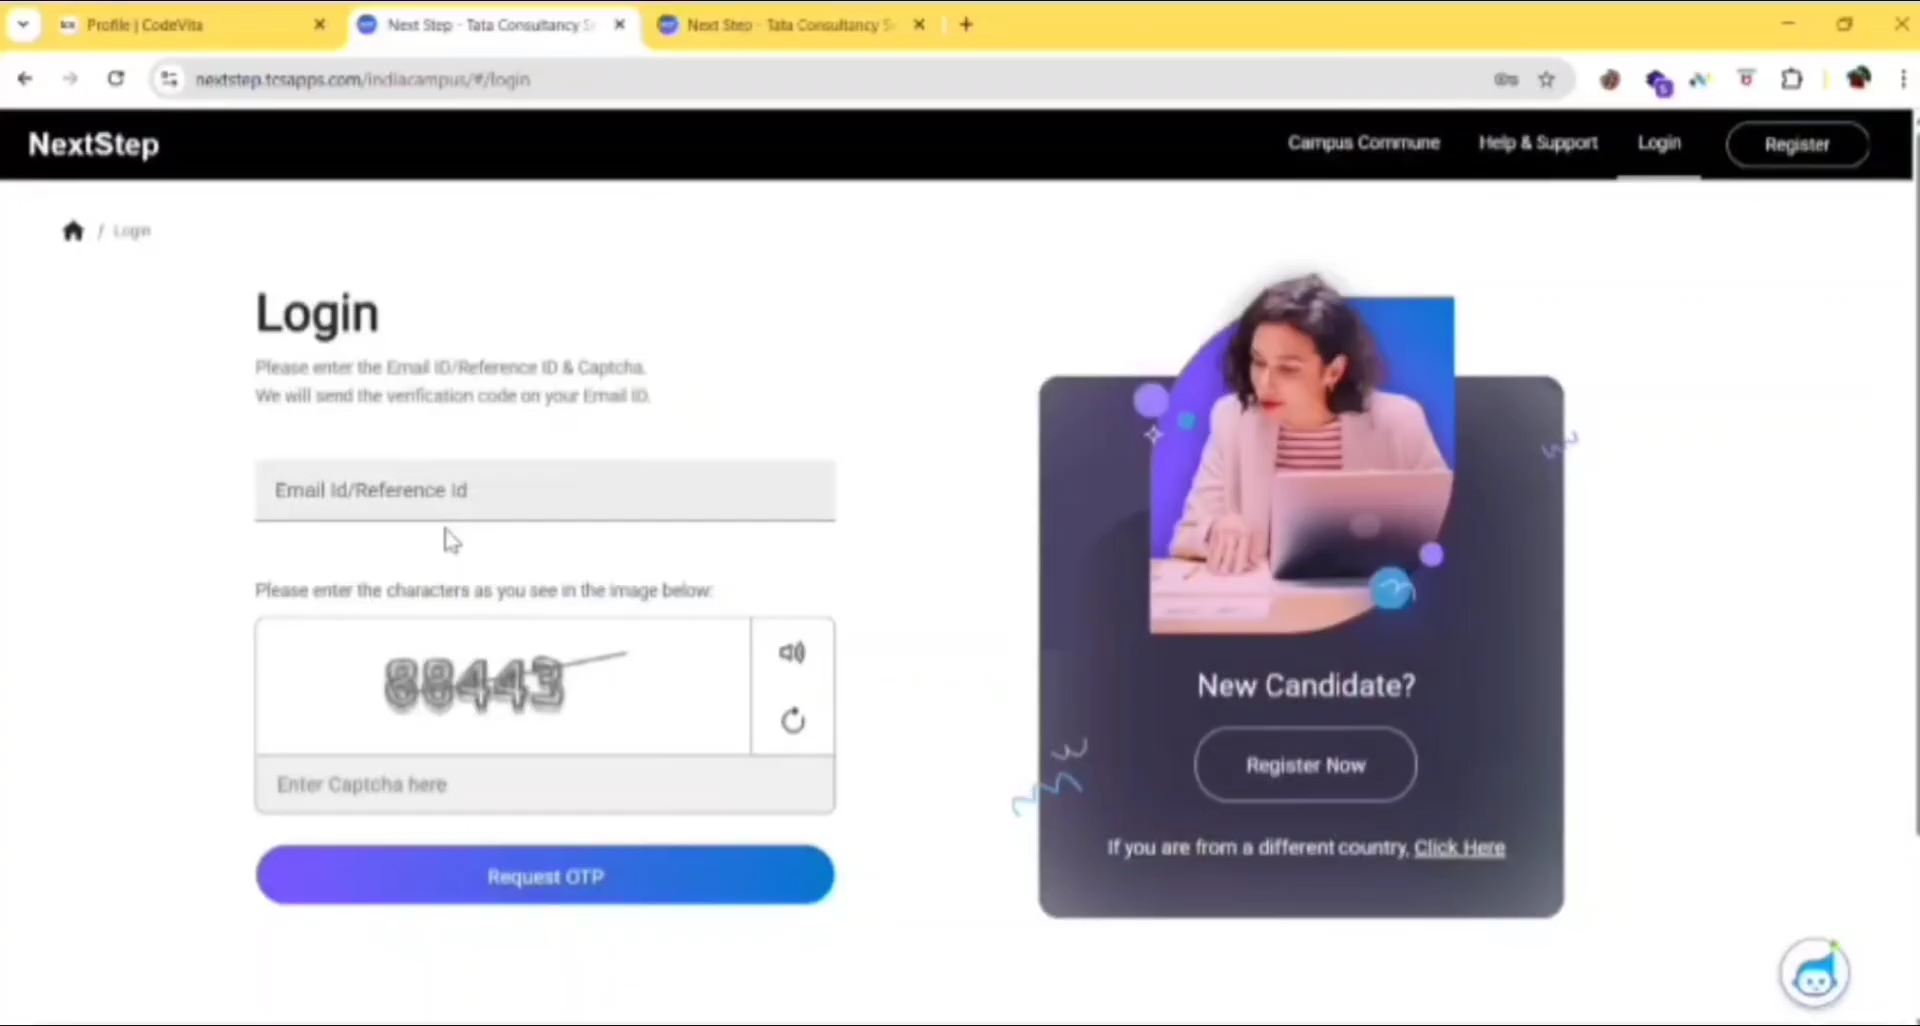 Profile | CodeVita
Next Step - Tata Consultancy S
Next Step - Tata Consultancy S
nextstep.tcsapps.com/indiacampus/#/login
NextStep
Campus Commune
Help & Support
Login
Register
/ Login
Login
Please enter the Email ID/Reference ID & Captcha.
We will send the verification code on your Email ID.
Email Id/Reference Id
Please enter the characters as you see in the image below:
88443
Enter Captcha here
Request OTP
New Candidate?
Register Now
If you are from a different country, Click Here